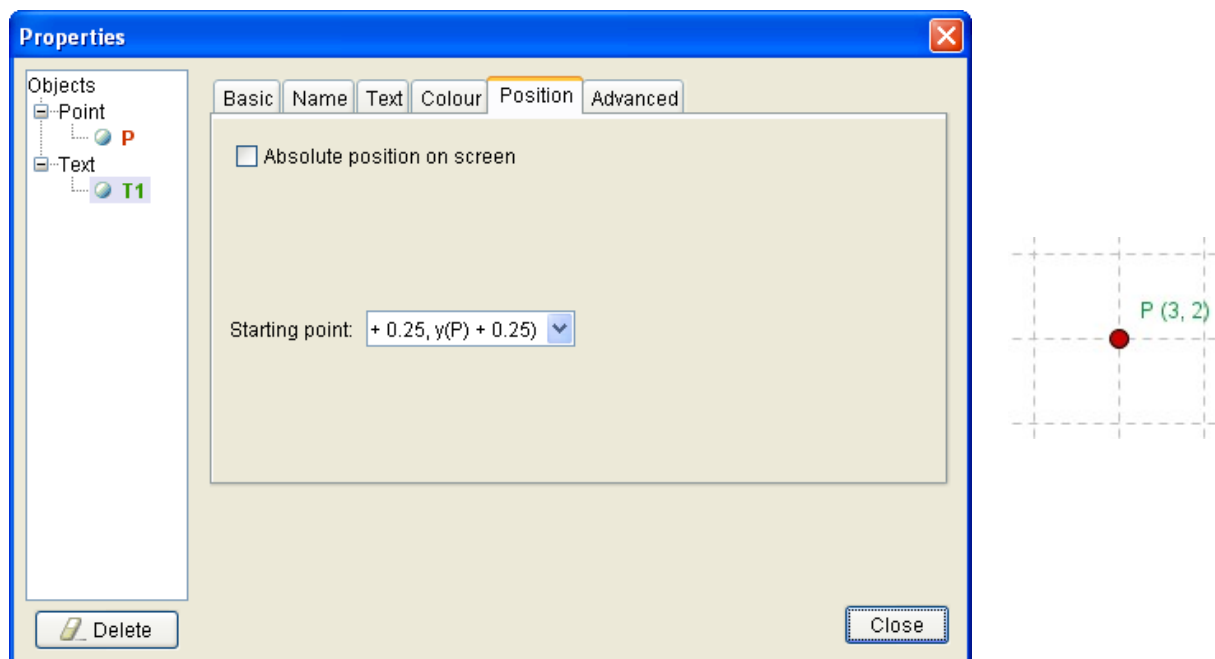 Properties
Objects
Point
P
Text
T1
Delete
Basic Name Text Colour Position Advanced
Absolute position on screen
Starting point: + 0.25, y(P) + 0.25)
Close
P (3, 2)